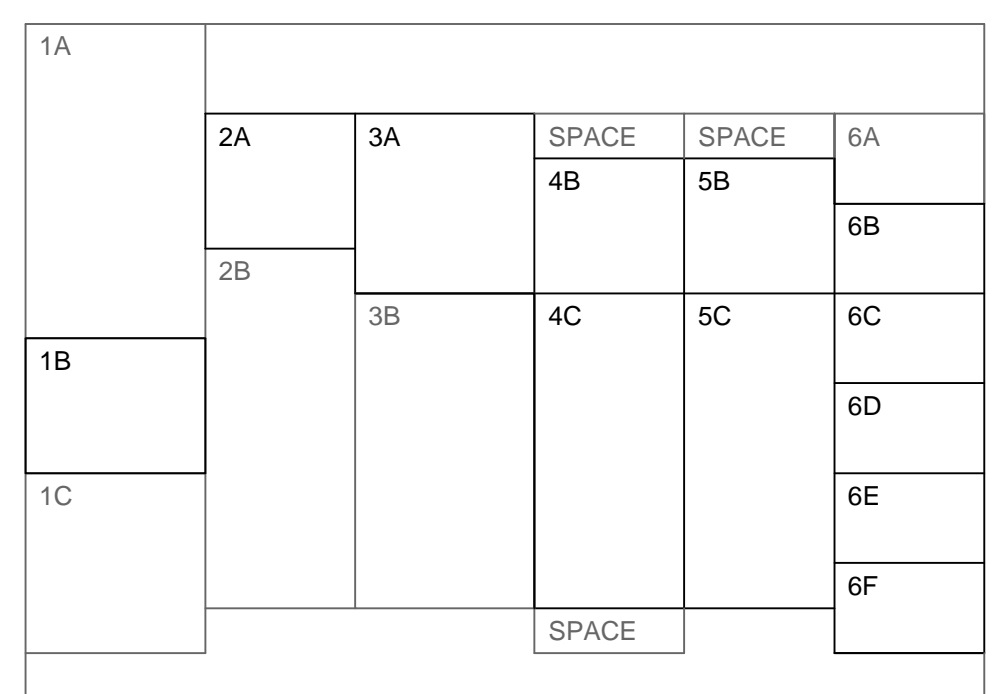 1A
2A 3A SPACE SPACE 6A
4B 5B
6B
2B
3B 4C 5C 6C
1B
6D
1C 6E
6F
SPACE